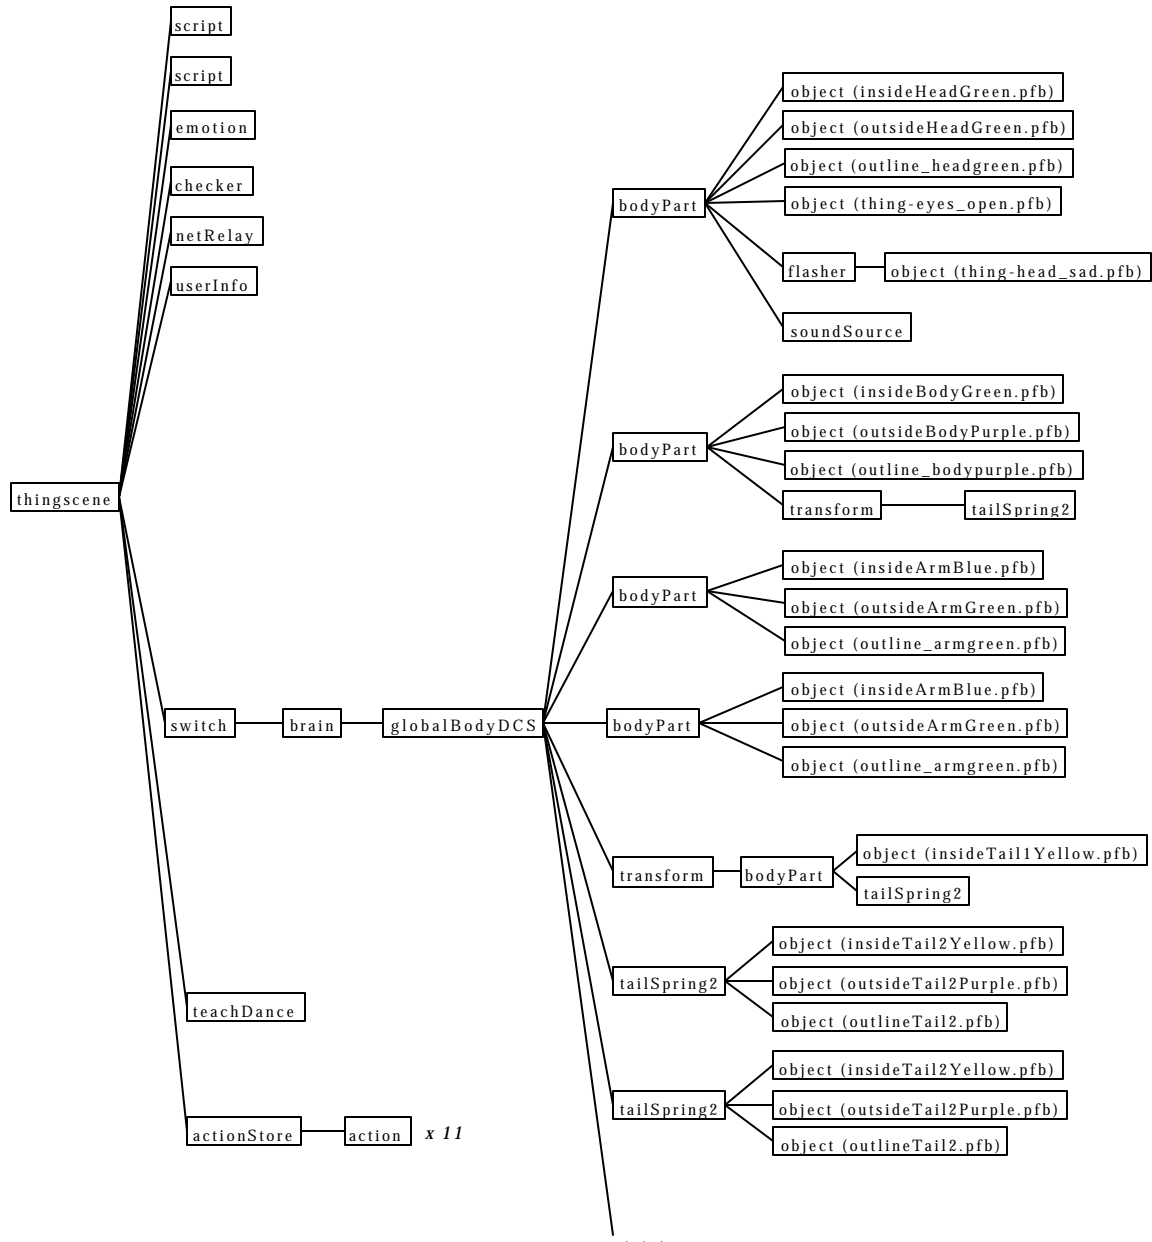 script
script
emotion
checker
netRelay
userInfo
thingscene
switch
brain
globalBodyDCS
teachDance
actionStore
action
x 11
bodyPart
object (insideHeadGreen.pfb)
object (outsideHeadGreen.pfb)
object (outline_headgreen.pfb)
object (thing-eyes_open.pfb)
flasher
object (thing-head_sad.pfb)
soundSource
bodyPart
object (insideBodyGreen.pfb)
object (outsideBodyPurple.pfb)
object (outline_bodypurple.pfb)
transform
tailSpring2
bodyPart
object (insideArmBlue.pfb)
object (outsideArmGreen.pfb)
object (outline_armgreen.pfb)
bodyPart
object (insideArmBlue.pfb)
object (outsideArmGreen.pfb)
object (outline_armgreen.pfb)
transform
bodyPart
object (insideTail1Yellow.pfb)
tailSpring2
tailSpring2
object (insideTail2Yellow.pfb)
object (outsideTail2Purple.pfb)
object (outlineTail2.pfb)
tailSpring2
object (insideTail2Yellow.pfb)
object (outsideTail2Purple.pfb)
object (outlineTail2.pfb)